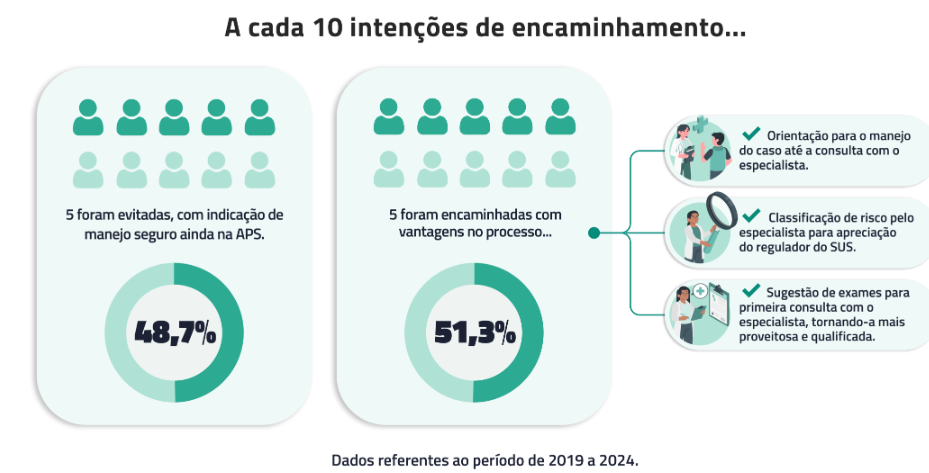 A cada 10 intenções de encaminhamento...
5 foram evitadas, com indicação de
manejo seguro ainda na APS.
48,7%
5 foram encaminhadas com
vantagens no processo...
51,3%
Orientação para o manejo
do caso até a consulta com o
especialista.
Classificação de risco pelo
especialista para apreciação
do regulador do SUS.
Sugestão de exames para
primeira consulta com o
especialista, tornando-a mais
proveitosa e qualificada.
Dados referentes ao período de 2019 a 2024.